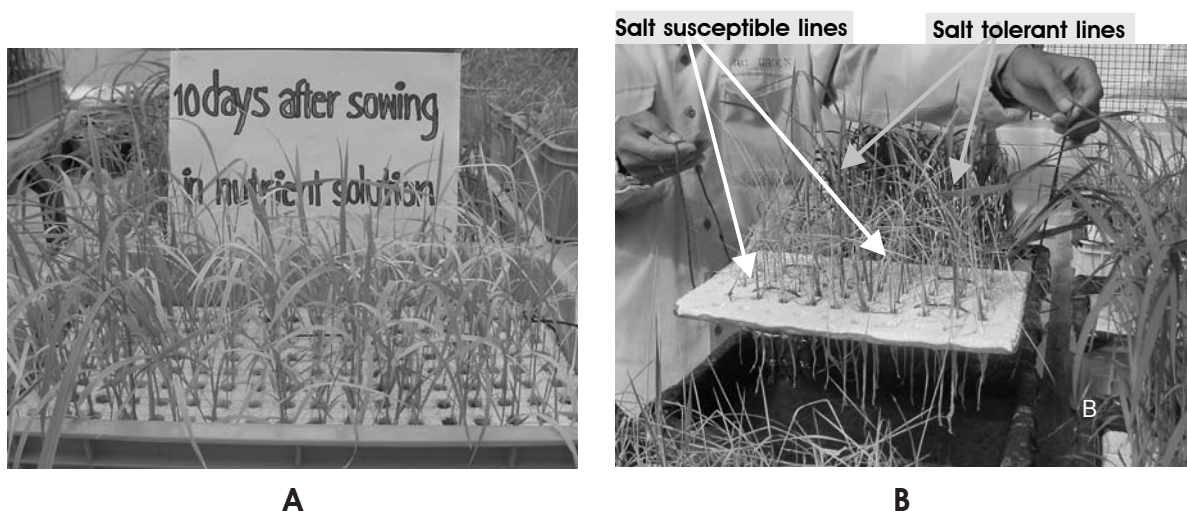 Salt susceptible lines
Salt tolerant lines
10 days after sowing
in nutrient solution
B
A
B